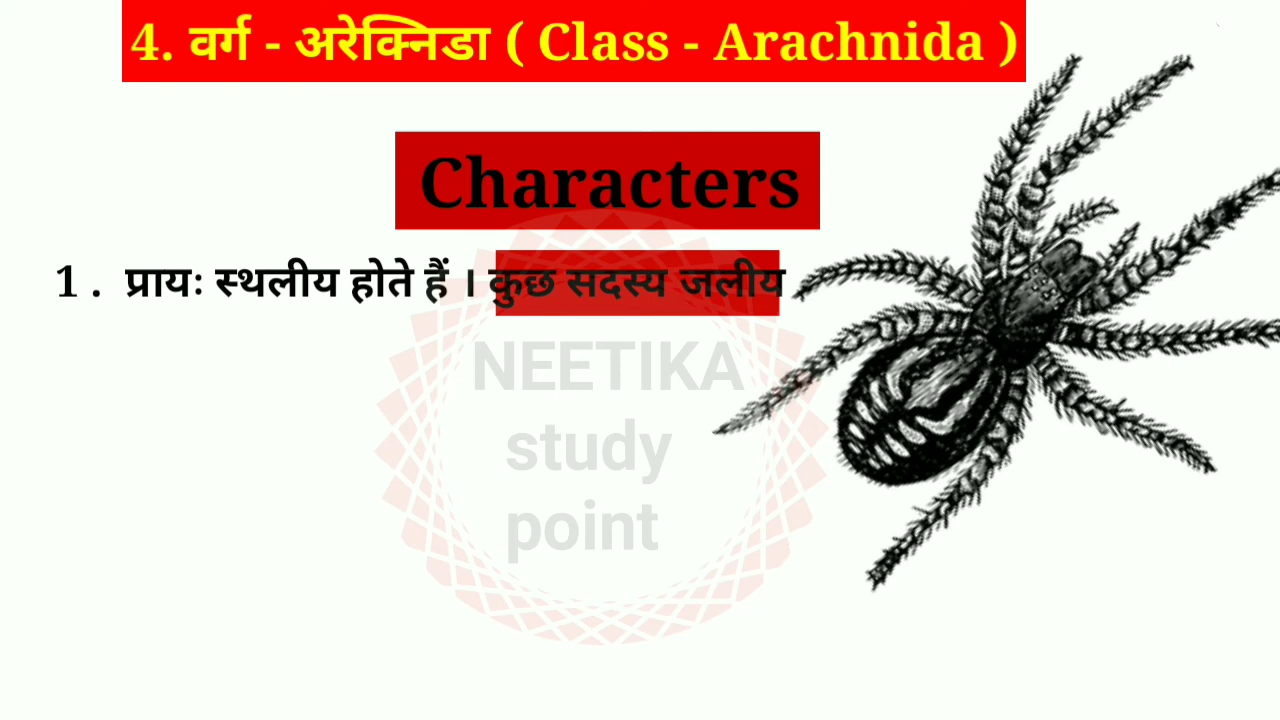 4. वर्ग - अरेक्निडा ( Class - Arachnida )
Characters
1 . प्रायः स्थलीय होते हैं । कुछ सदस्य जलीय
NEETIKA
study
point